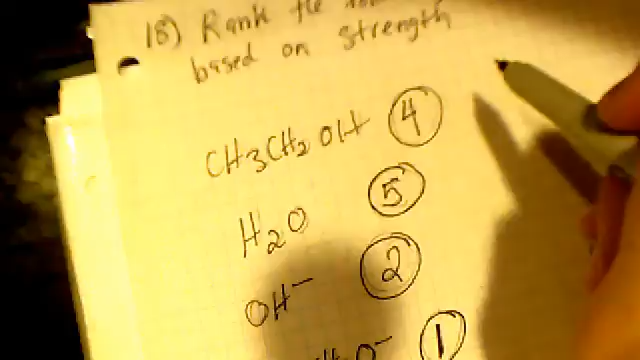 18) Rank the
based on strength
CH3CH2OH 4
H2O 5
OH− 2
O− 1